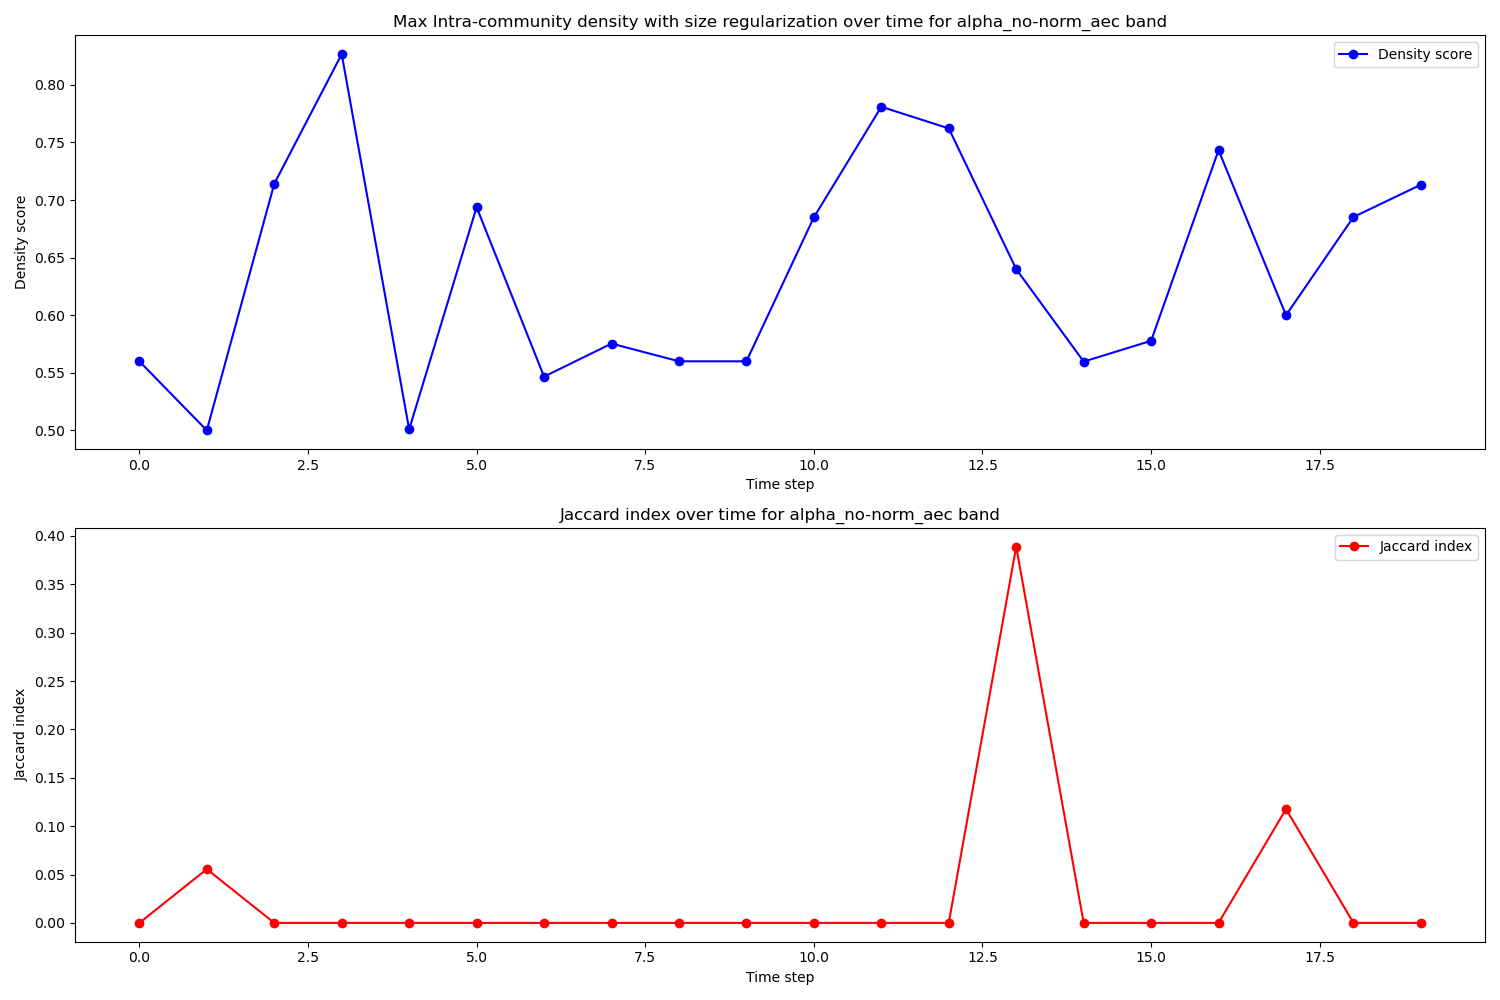 Max Intra-community density with size regularization over time for alpha_no-norm_aec band
Density score
0.80
0.75
0.70
0.65
0.60
0.55
0.50
Density score
0.0 2.5 5.0 7.5 10.0 12.5 15.0 17.5
Time step
Jaccard index over time for alpha_no-norm_aec band
Jaccard index
0.40
0.35
0.30
0.25
0.20
0.15
0.10
0.05
0.00
Jaccard index
0.0 2.5 5.0 7.5 10.0 12.5 15.0 17.5
Time step